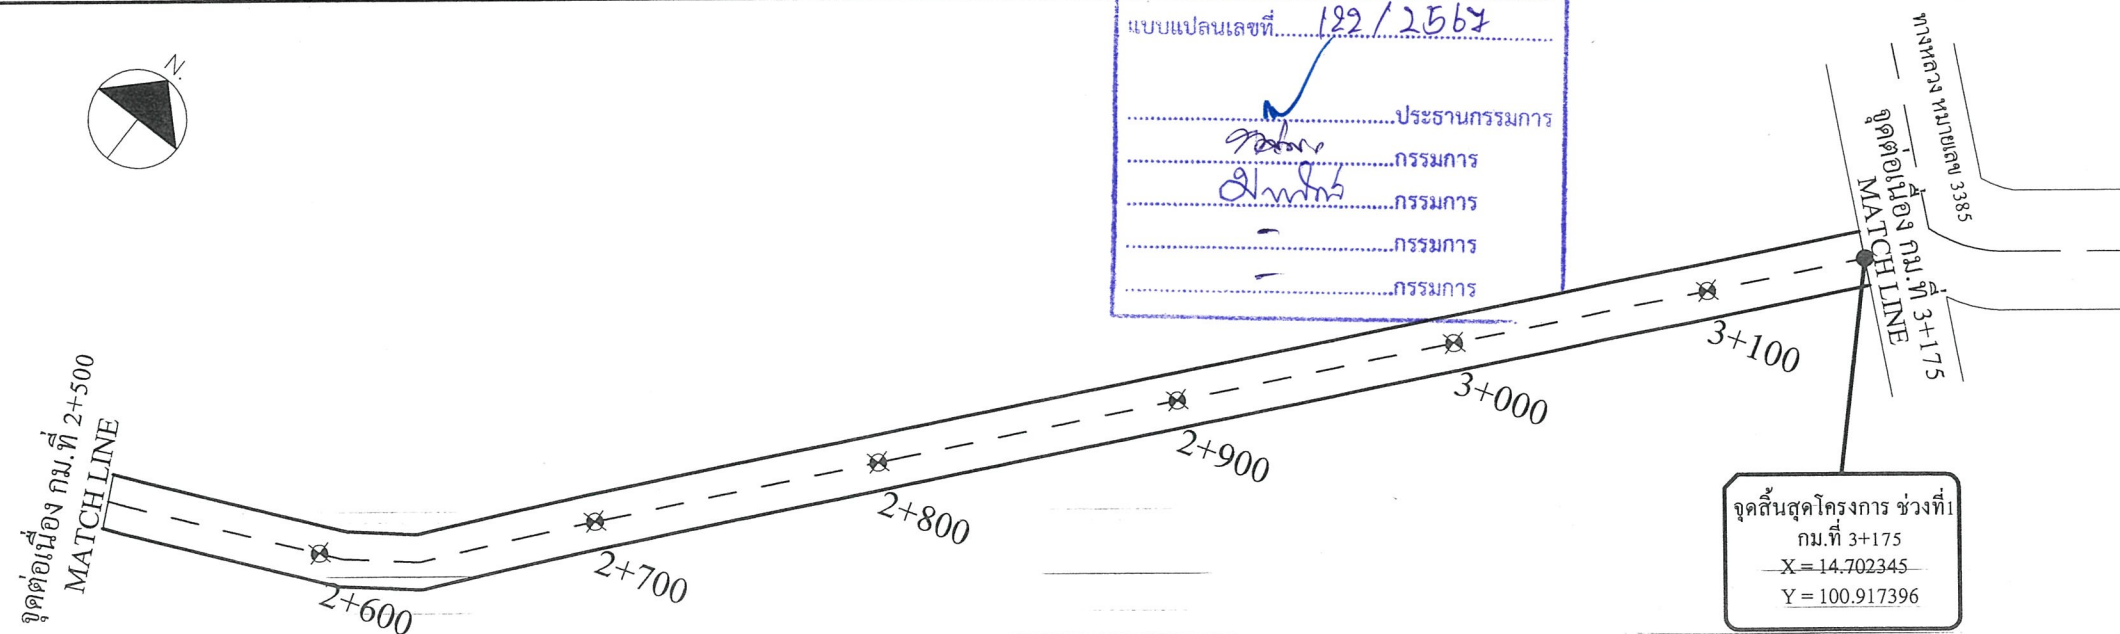 แบบแปลนเลขที่ 122/2567
ประธานกรรมการ
กรรมการ
กรรมการ
- กรรมการ
- กรรมการ
N.
ทางหลวง หมายเลข 3385
จุดต่อเนื่อง กม.ที่ 3+175
MATCH LINE
จุดต่อเนื่อง กม.ที่ 2+500
MATCH LINE
2+600
2+700
2+800
2+900
3+000
3+100
จุดสิ้นสุดโครงการ ช่วงที่1
กม.ที่ 3+175
X = 14.702345
Y = 100.917396